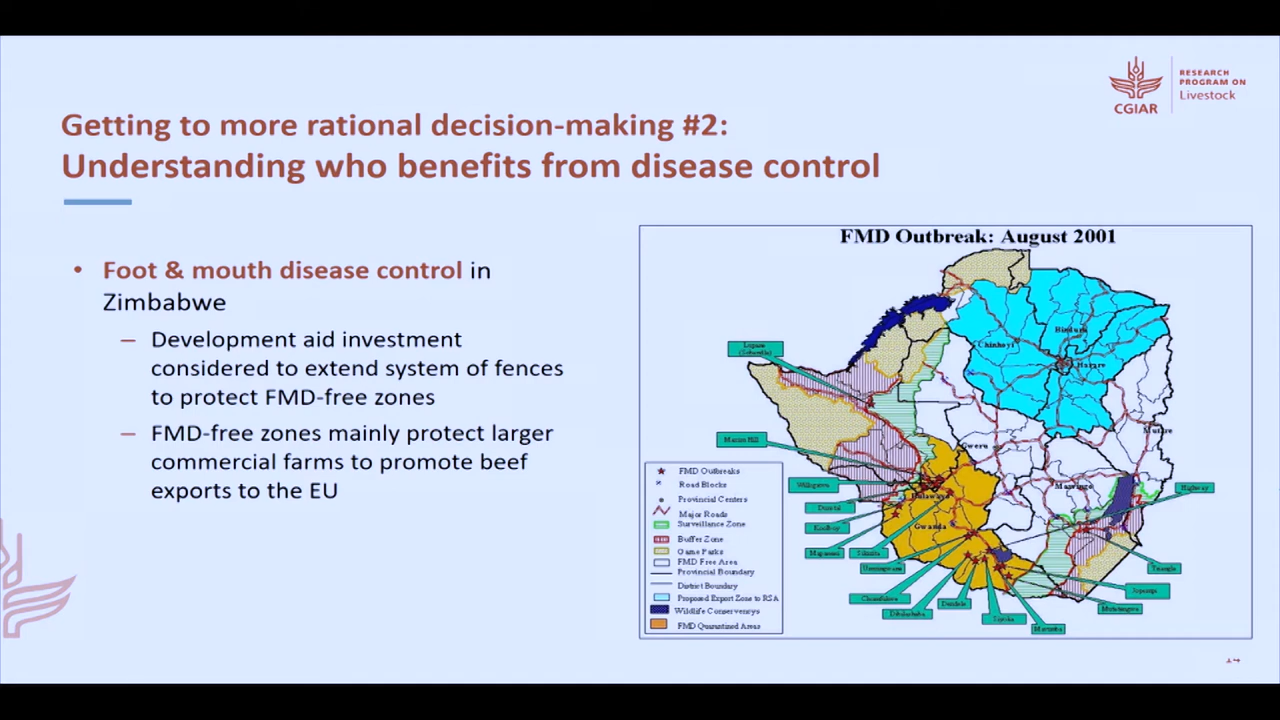 RESEARCH
PROGRAM ON
Livestock
CGIAR
Getting to more rational decision-making #2:
Understanding who benefits from disease control
• Foot & mouth disease control in
Zimbabwe
– Development aid investment
considered to extend system of fences
to protect FMD-free zones
– FMD-free zones mainly protect larger
commercial farms to promote beef
exports to the EU
FMD Outbreak: August 2001
Bindura
Chinhoyi
Harare
Mutare
Gweru
Masvingo
Highway
Gwanda
Triangle
FMD Outbreaks
Road Blocks
Provincial Centers
Major Roads
Surveillance Zone
Buffer Zone
Game Parks
FMD Free Area
Provincial Boundary
District Boundary
Proposed Export Zone to RSA
Wildlife Conservancys
FMD Quarantined Areas